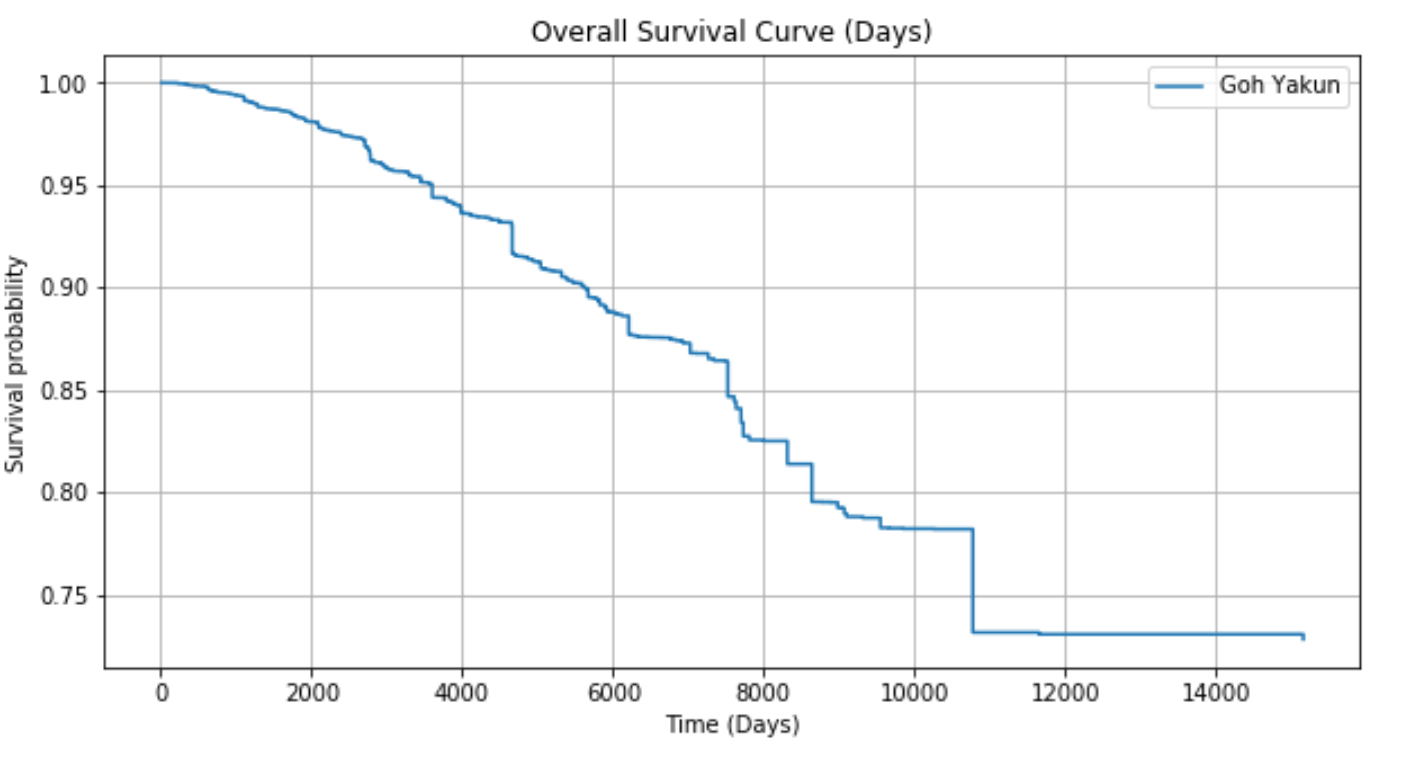 Overall Survival Curve (Days)
Goh Yakun
1.00
0.95
0.90
0.85
0.80
0.75
Survival probability
0 2000 4000 6000 8000 10000 12000 14000
Time (Days)